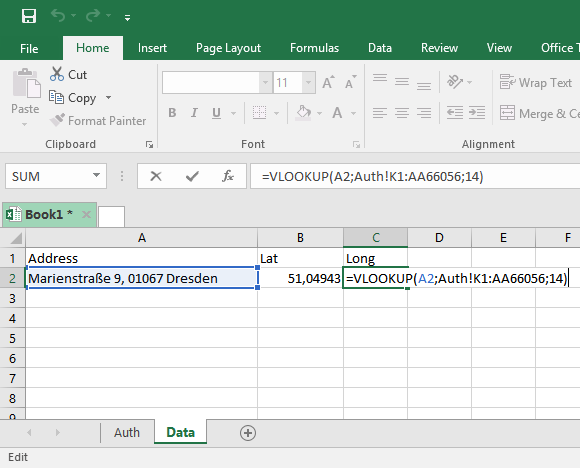 File Home Insert Page Layout Formulas Data Review View Office T
Cut
Copy
Format Painter
Paste
11 A A
B I U A
Wrap Text
Merge & Ce
Clipboard Font Alignment
SUM fx =VLOOKUP(A2;Auth!K1:AA66056;14)
Book1 *
A B C D E F
1 Address Lat Long
2 Marienstraße 9, 01067 Dresden 51,04943 =VLOOKUP(A2;Auth!K1:AA66056;14)
3
4
5
6
7
8
9
Auth Data
Edit